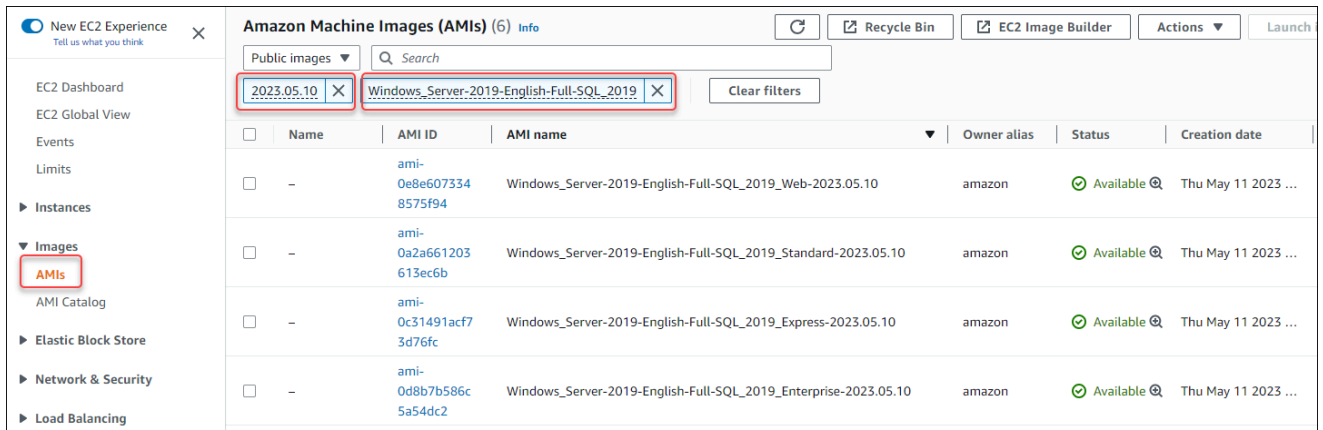 New EC2 Experience
Tell us what you think
EC2 Dashboard
EC2 Global View
Events
Limits
Instances
Images
AMIs
AMI Catalog
Elastic Block Store
Network & Security
Load Balancing
Amazon Machine Images (AMIs) (6) Info
Recycle Bin
EC2 Image Builder
Actions
Launch i
Public images
Search
2023.05.10
Windows_Server-2019-English-Full-SQL_2019
Clear filters
Name AMI ID AMI name Owner alias Status Creation date
ami-
– 0e8e607334 Windows_Server-2019-English-Full-SQL_2019_Web-2023.05.10 amazon Available Thu May 11 2023 ...
8575f94
ami-
– 0a2a661203 Windows_Server-2019-English-Full-SQL_2019_Standard-2023.05.10 amazon Available Thu May 11 2023 ...
613ec6b
ami-
– 0c31491acf7 Windows_Server-2019-English-Full-SQL_2019_Express-2023.05.10 amazon Available Thu May 11 2023 ...
3d76fc
ami-
– 0d8b7b586c Windows_Server-2019-English-Full-SQL_2019_Enterprise-2023.05.10 amazon Available Thu May 11 2023 ...
5a54dc2